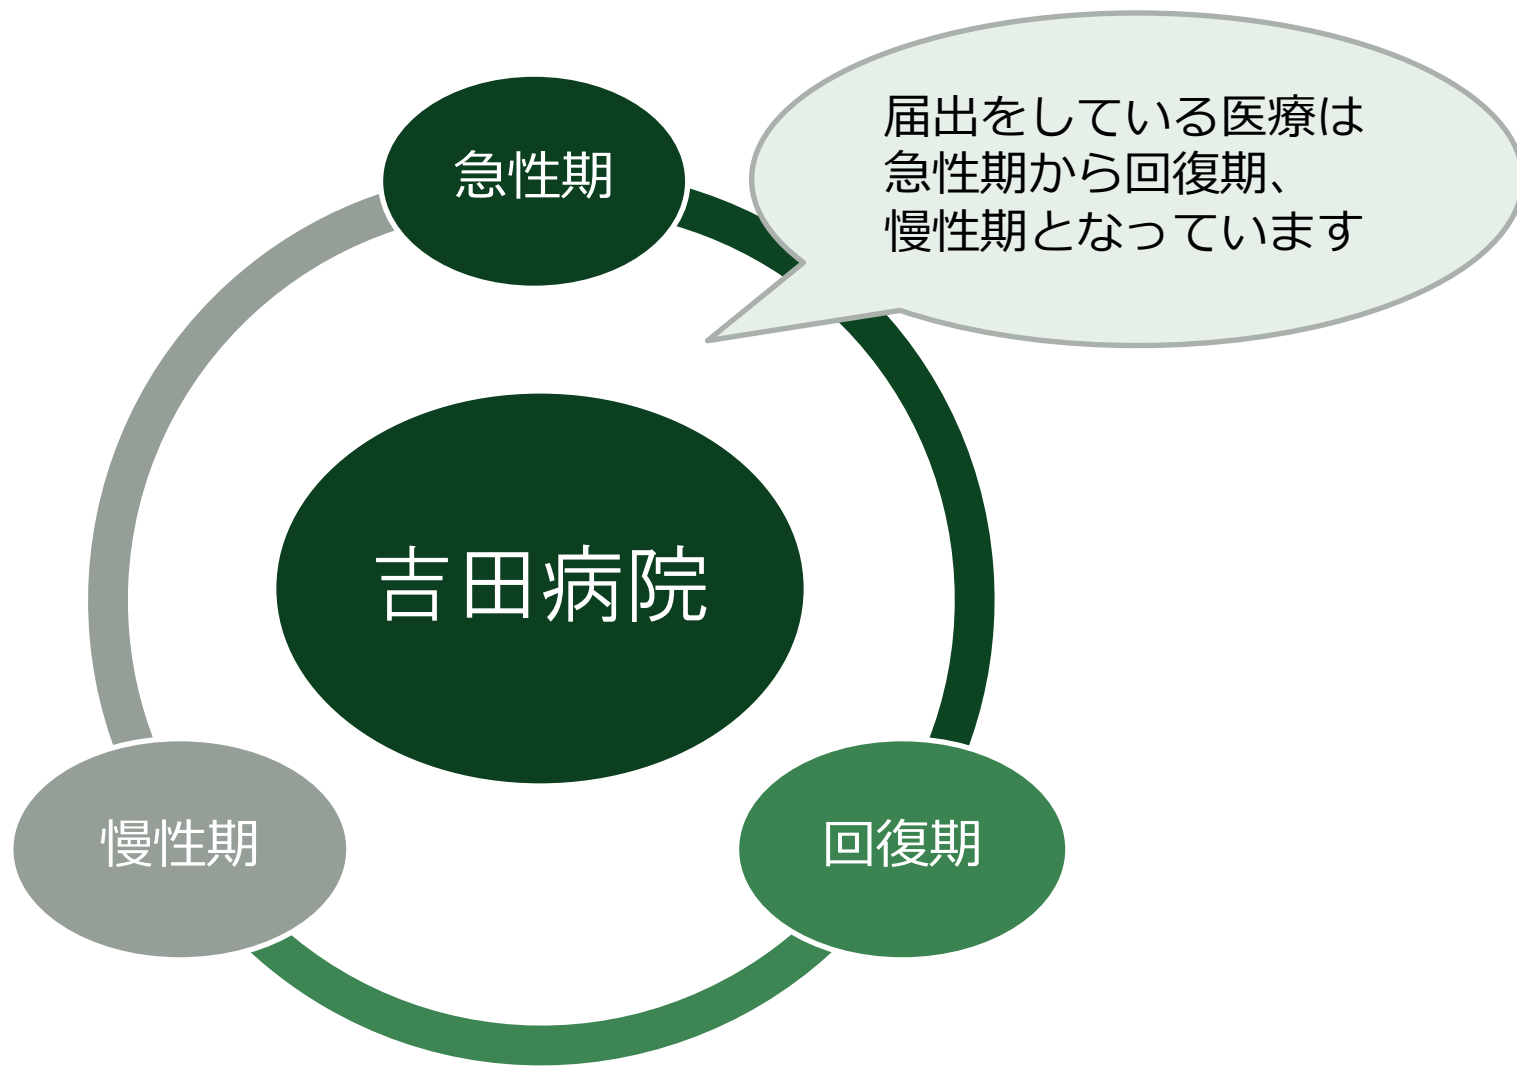 届出をしている医療は
急性期から回復期、
慢性期となっています
急性期
吉田病院
慢性期
回復期